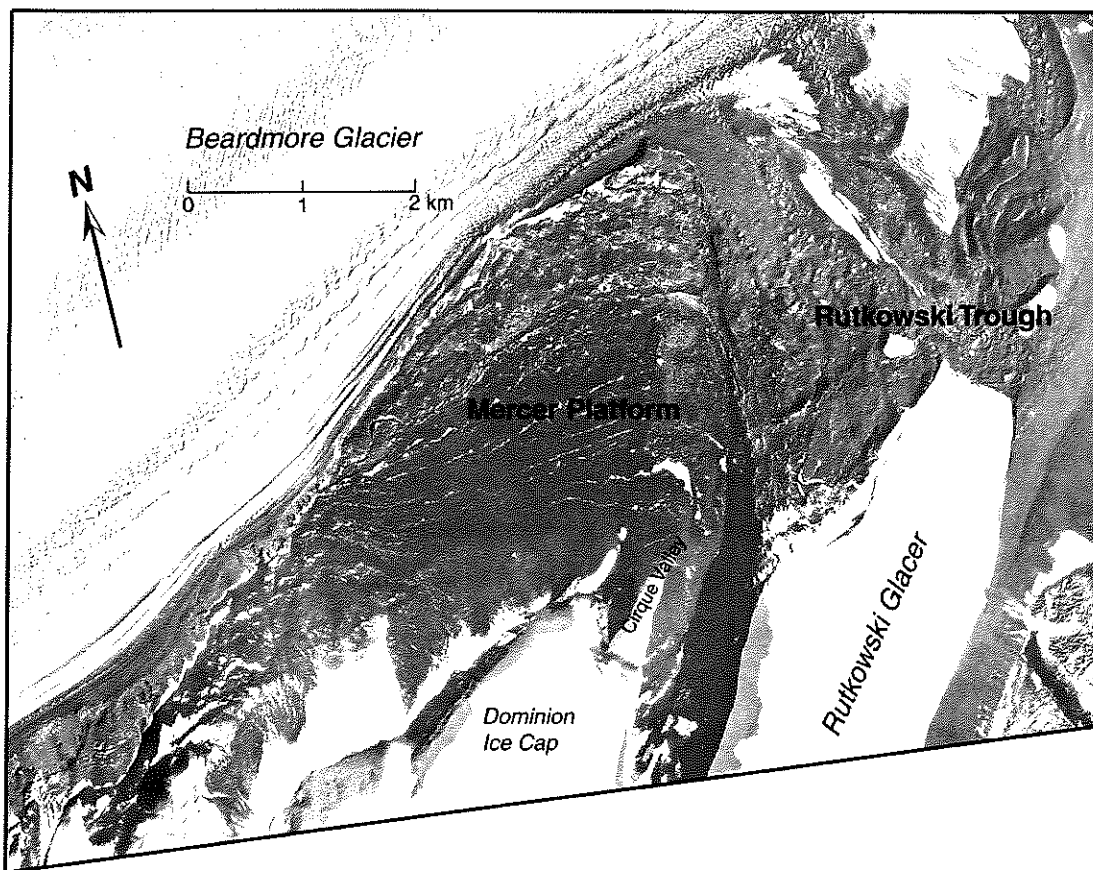 Beardmore Glacier
N
0 1 2 km
Rutkowski Trough
Mercer Platform
Cirque Valley
Rutkowski Glacer
Dominion
Ice Cap